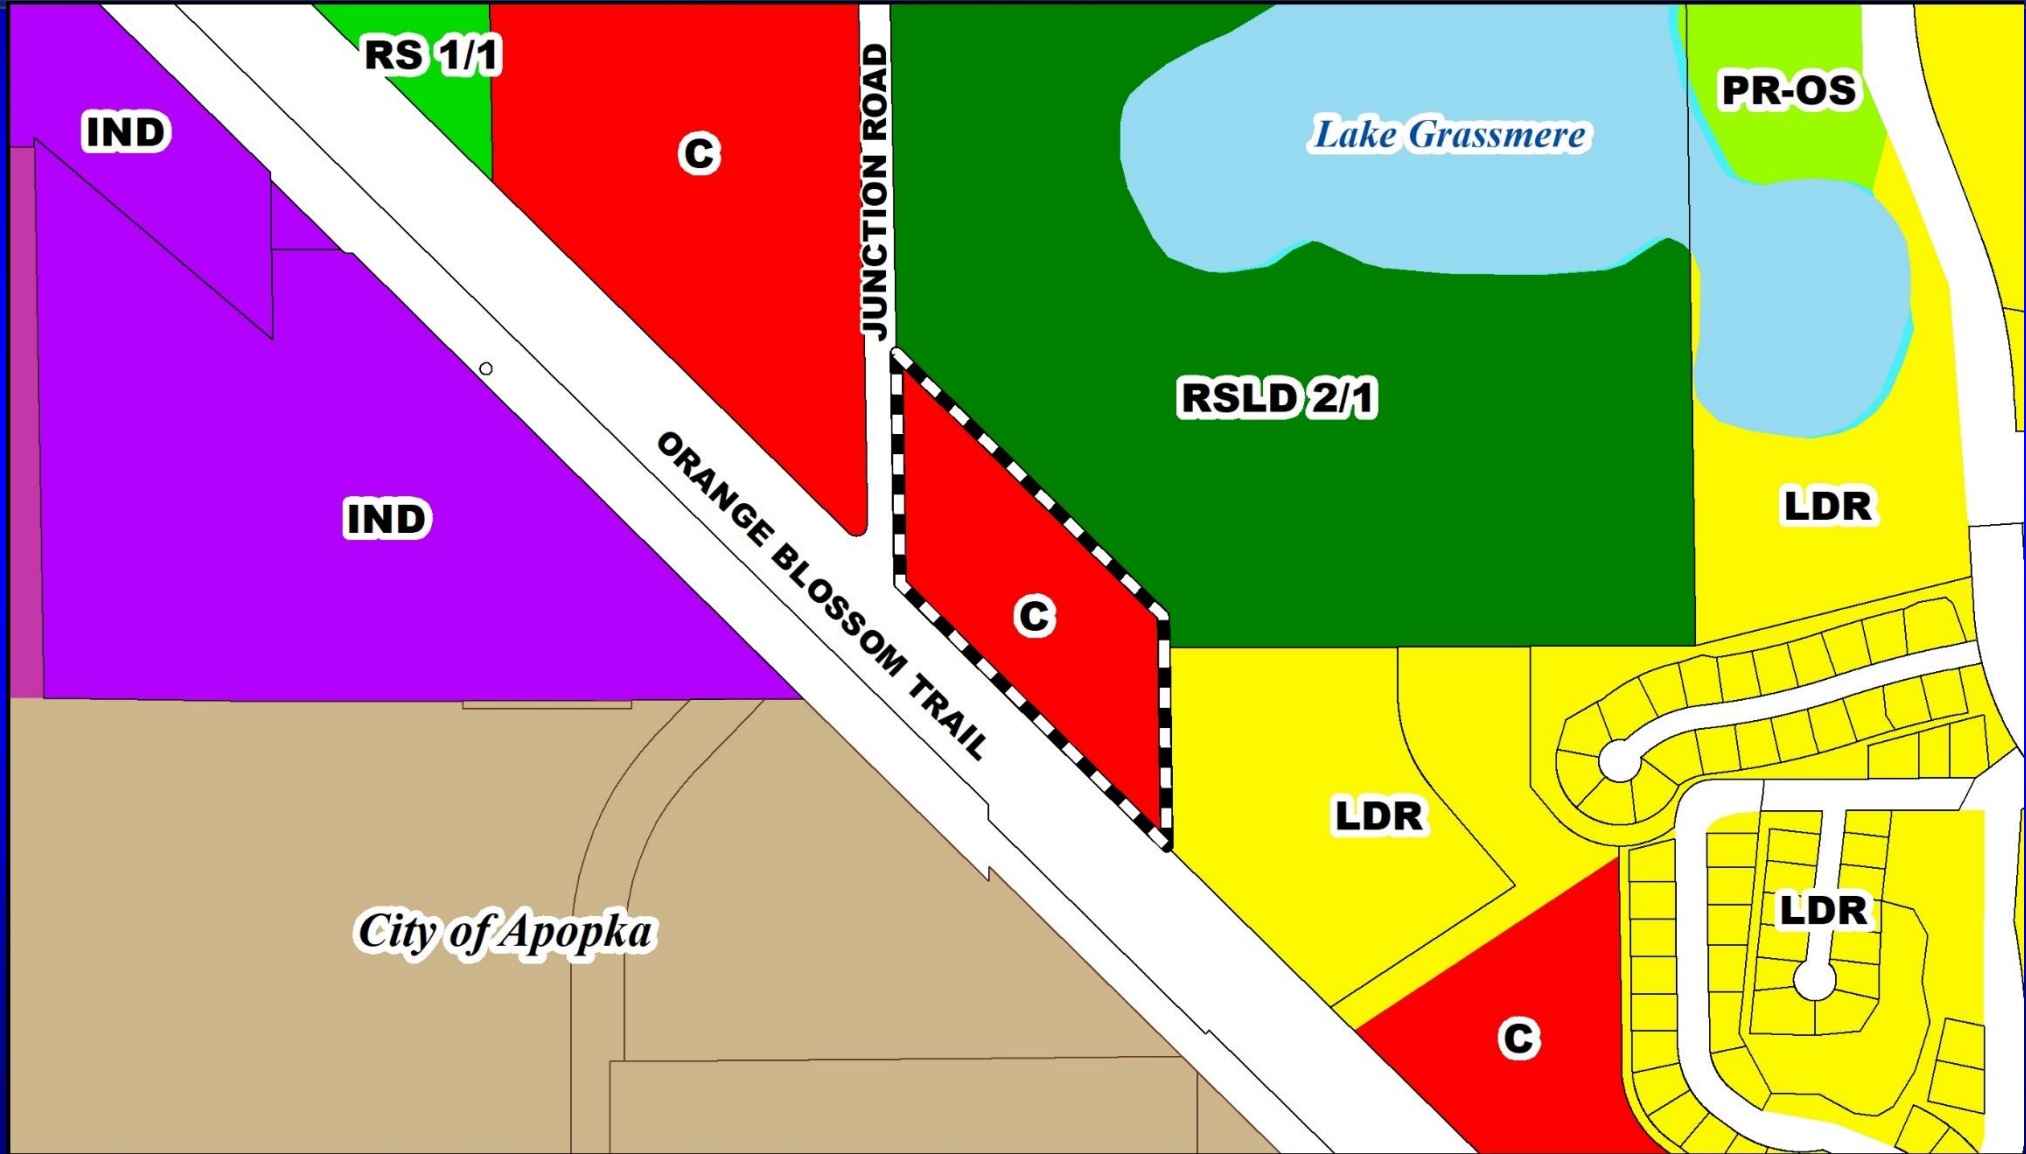 RS 1/1
PR-OS
IND
C
Lake Grassmere
JUNCTION ROAD
RSLD 2/1
LDR
IND
ORANGE BLOSSOM TRAIL
C
LDR
LDR
City of Apopka
C